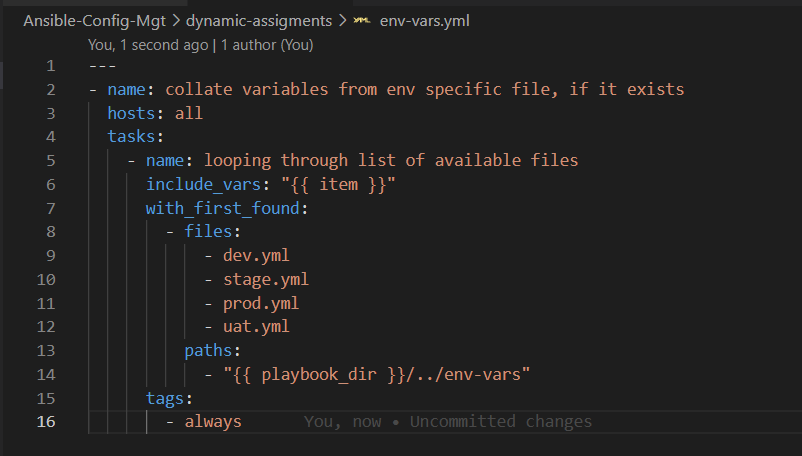 Ansible-Config-Mgt > dynamic-assigments > env-vars.yml
You, 1 second ago | 1 author (You)
1 ---
2 - name: collate variables from env specific file, if it exists
3   hosts: all
4   tasks:
5     - name: looping through list of available files
6       include_vars: "{{ item }}"
7       with_first_found:
8         - files:
9             - dev.yml
10             - stage.yml
11             - prod.yml
12             - uat.yml
13           paths:
14             - "{{ playbook_dir }}/../env-vars"
15       tags:
16         - always You, now • Uncommitted changes